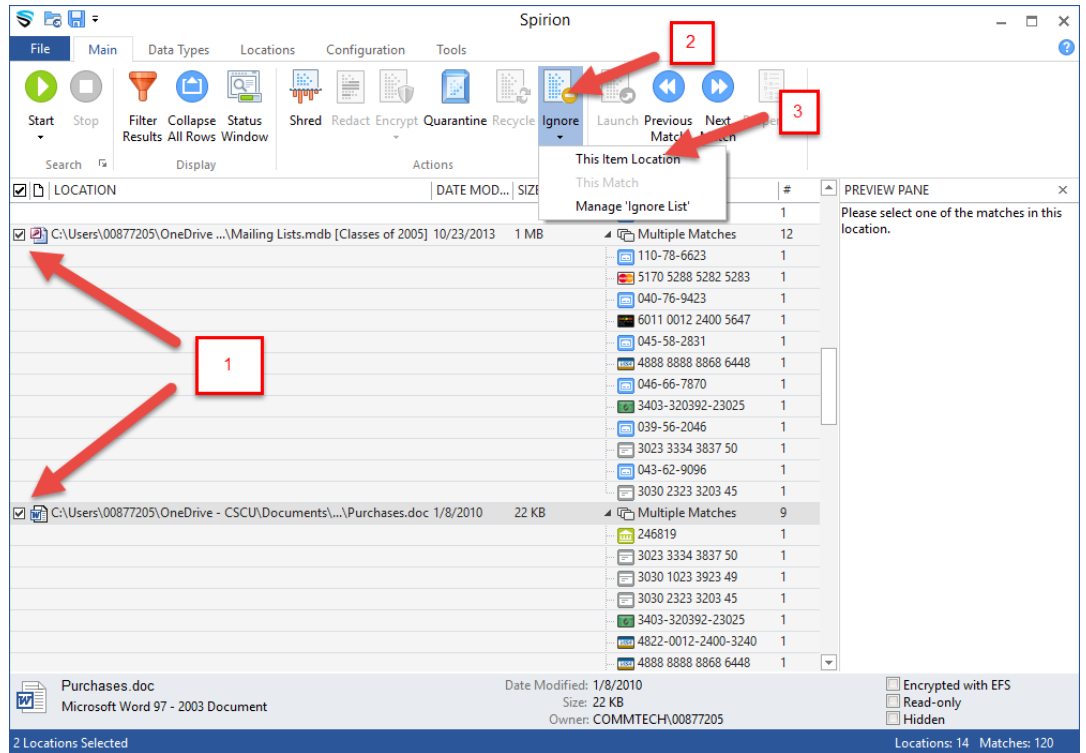 Spirion
File Main Data Types Locations Configuration Tools
2
Start Stop Filter Results Collapse All Rows Status Window Shred Redact Encrypt Quarantine Recycle Ignore Launch Previous Match Next
3
Search Display Actions
This Item Location
This Match
Manage 'Ignore List'
LOCATION DATE MOD... SIZE # PREVIEW PANE
1
Please select one of the matches in this
location.
C:\Users\00877205\OneDrive ...\Mailing Lists.mdb [Classes of 2005] 10/23/2013 1 MB Multiple Matches 12
110-78-6623 1
5170 5288 5282 5283 1
040-76-9423 1
6011 0012 2400 5647 1
045-58-2831 1
1
4888 8888 8868 6448 1
046-66-7870 1
3403-320392-23025 1
039-56-2046 1
3023 3334 3837 50 1
043-62-9096 1
3030 2323 3203 45 1
C:\Users\00877205\OneDrive - CSCU\Documents\...\Purchases.doc 1/8/2010 22 KB Multiple Matches 9
246819 1
3023 3334 3837 50 1
3030 1023 3923 49 1
3030 2323 3203 45 1
3403-320392-23025 1
4822-0012-2400-3240 1
4888 8888 8868 6448 1
Purchases.doc Date Modified: 1/8/2010 Encrypted with EFS
Microsoft Word 97 - 2003 Document Size: 22 KB Read-only
Owner: COMMTECH\00877205 Hidden
2 Locations Selected Locations: 14 Matches: 120